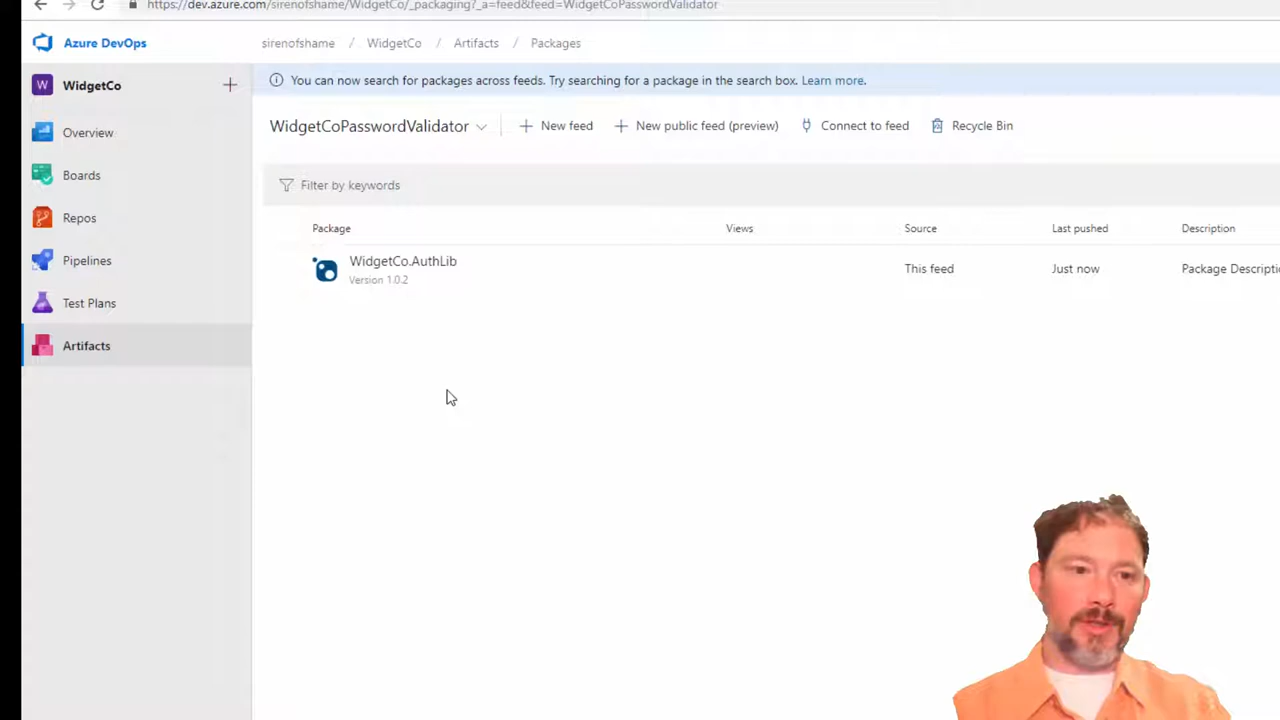 https://dev.azure.com/sirenofshame/WidgetCo/_packaging?_a=feed&feed=WidgetCoPasswordValidator
Azure DevOps
sirenofshame / WidgetCo / Artifacts / Packages
W WidgetCo
You can now search for packages across feeds. Try searching for a package in the search box. Learn more.
Overview
Boards
Repos
Pipelines
Test Plans
Artifacts
WidgetCoPasswordValidator
New feed
New public feed (preview)
Connect to feed
Recycle Bin
Filter by keywords
Package Views Source Last pushed Description
WidgetCo.AuthLib This feed Just now Package Descripti
Version 1.0.2